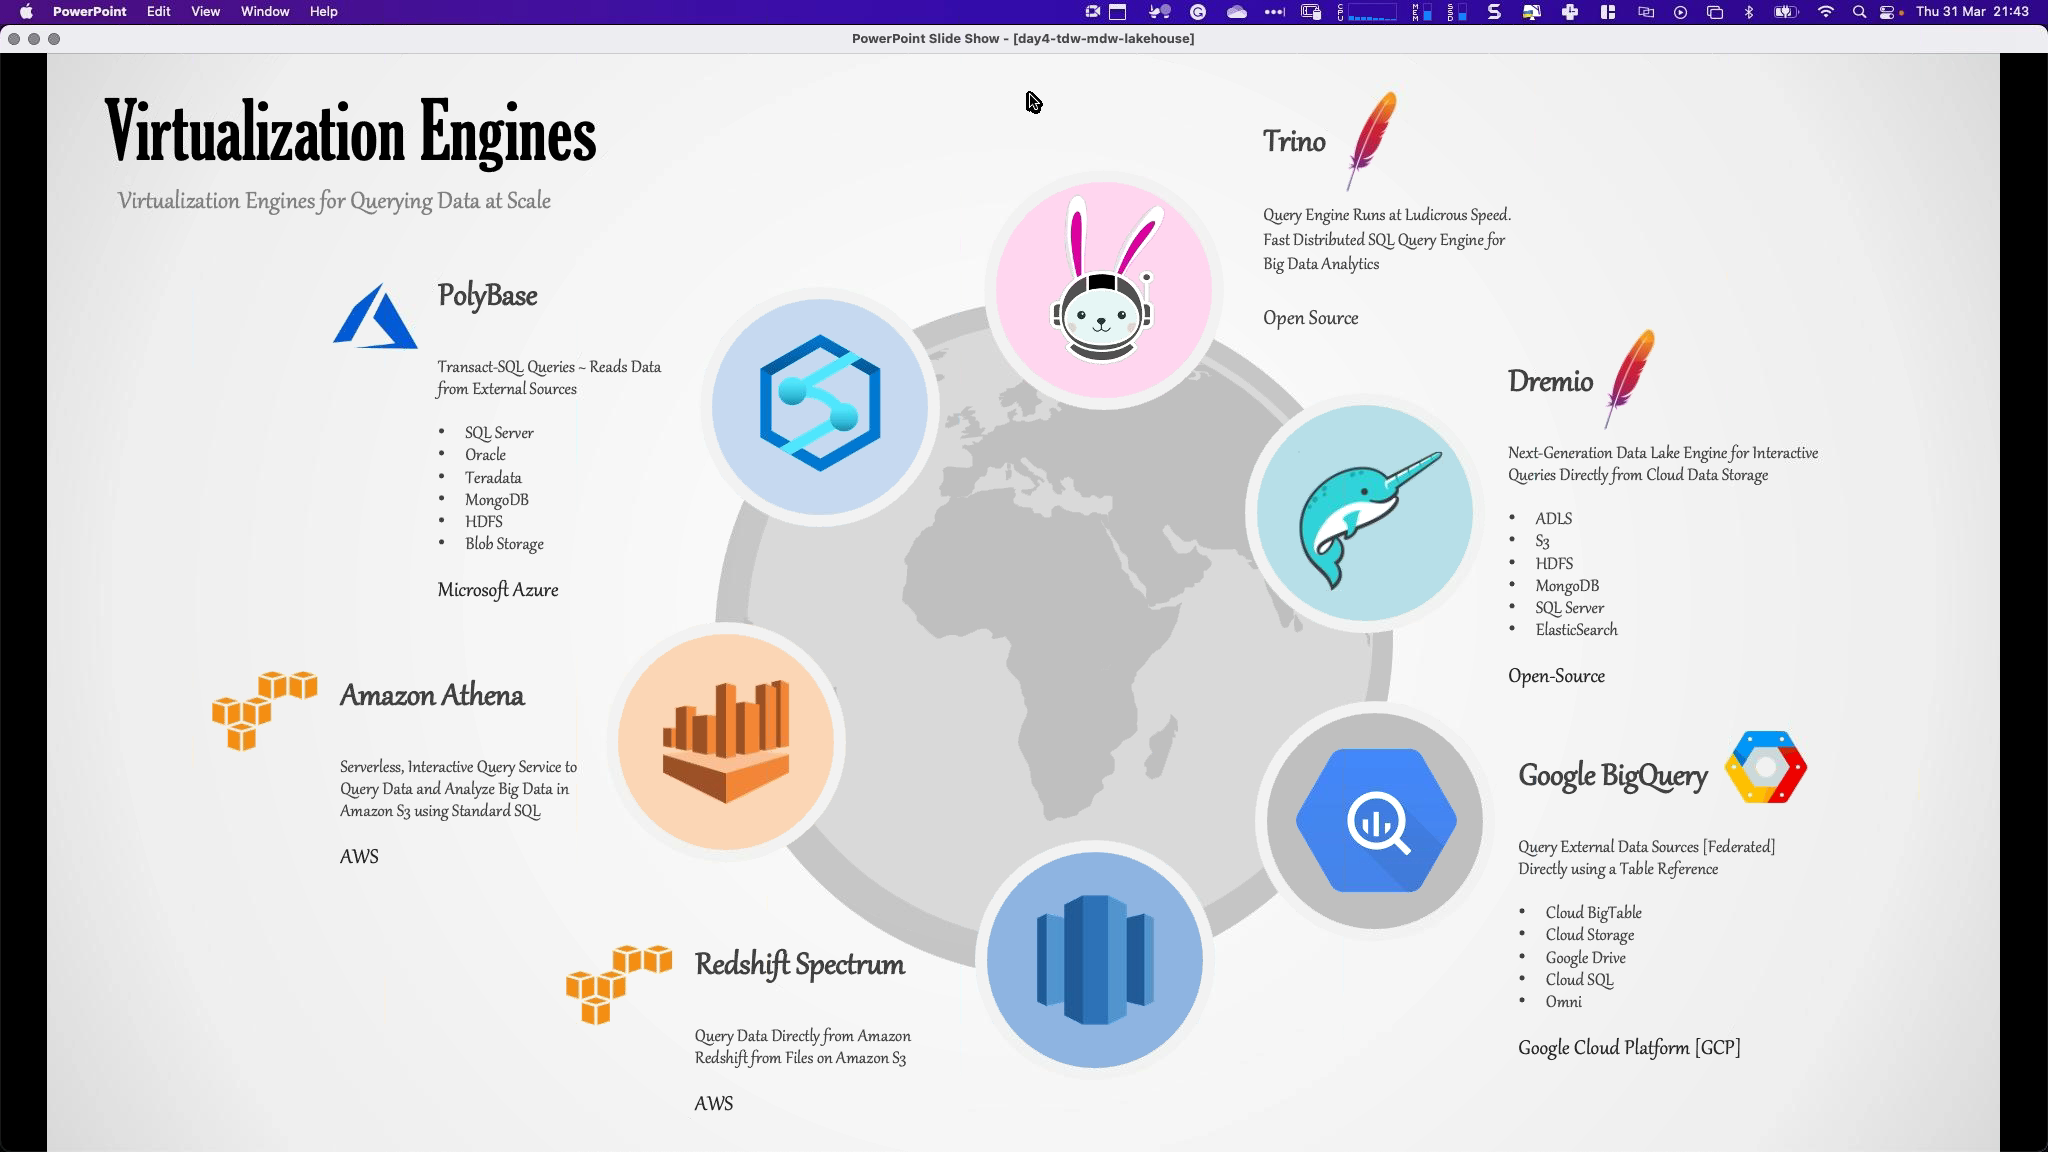 PowerPoint Edit View Window Help
CPU MEM SSD Thu 31 Mar 21:43
PowerPoint Slide Show - [day4-tdw-mdw-lakehouse]
Virtualization Engines
Virtualization Engines for Querying Data at Scale
Trino
Query Engine Runs at Ludicrous Speed.
Fast Distributed SQL Query Engine for
Big Data Analytics
Open Source
PolyBase
Transact-SQL Queries ~ Reads Data
from External Sources
• SQL Server
• Oracle
• Teradata
• MongoDB
• HDFS
• Blob Storage
Microsoft Azure
Dremio
Next-Generation Data Lake Engine for Interactive
Queries Directly from Cloud Data Storage
• ADLS
• S3
• HDFS
• MongoDB
• SQL Server
• ElasticSearch
Open-Source
Amazon Athena
Serverless, Interactive Query Service to
Query Data and Analyze Big Data in
Amazon S3 using Standard SQL
AWS
Google BigQuery
Query External Data Sources [Federated]
Directly using a Table Reference
• Cloud BigTable
• Cloud Storage
• Google Drive
• Cloud SQL
• Omni
Google Cloud Platform [GCP]
Redshift Spectrum
Query Data Directly from Amazon
Redshift from Files on Amazon S3
AWS